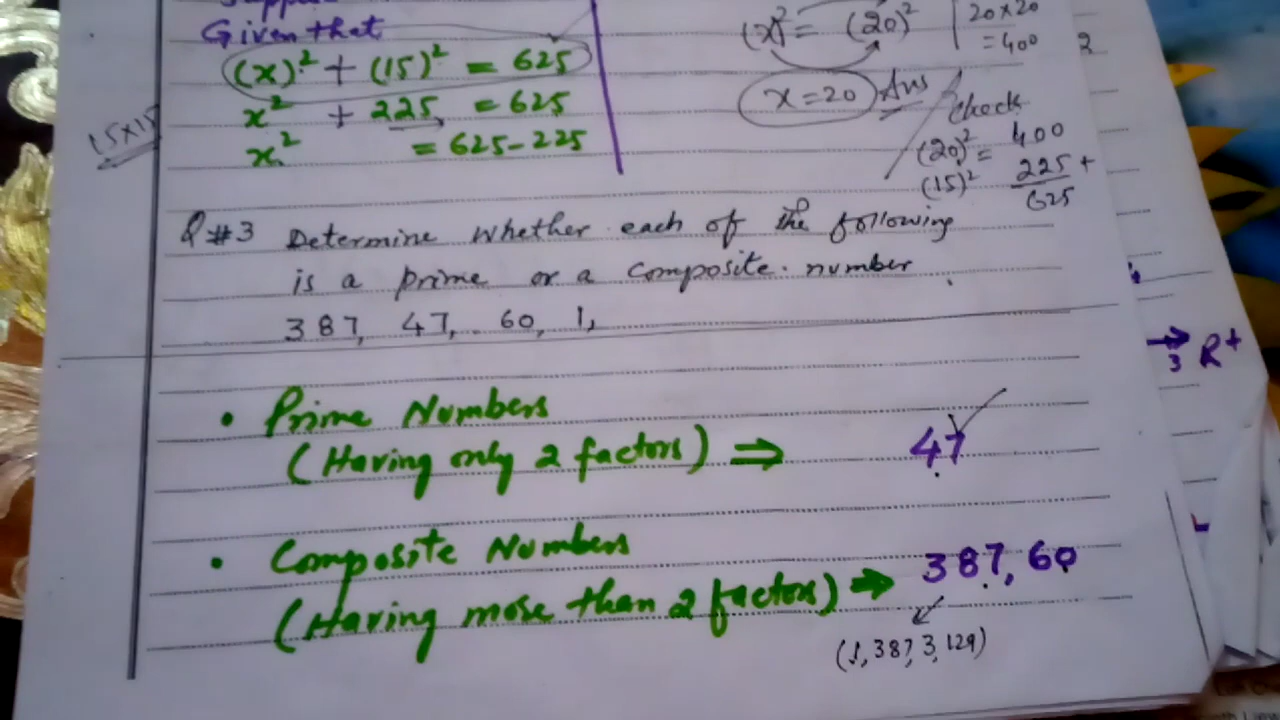 Given that
(x)² + (15)² = 625
x² + 225 = 625
x² = 625-225
15x15
(x)² = (20)²
20x20
= 400
x=20 Ans
Check
(20)² = 400
(15)² 225 +
625
2
Q#3 Determine whether each of the following
is a prime or a composite. number
387, 47, 60, 1,
• Prime Numbers
(Having only 2 factors) ⇒ 47
• Composite Numbers
(Having more than 2 factors) ⇒ 387, 60
(1, 387, 3, 129)
→ R+
3